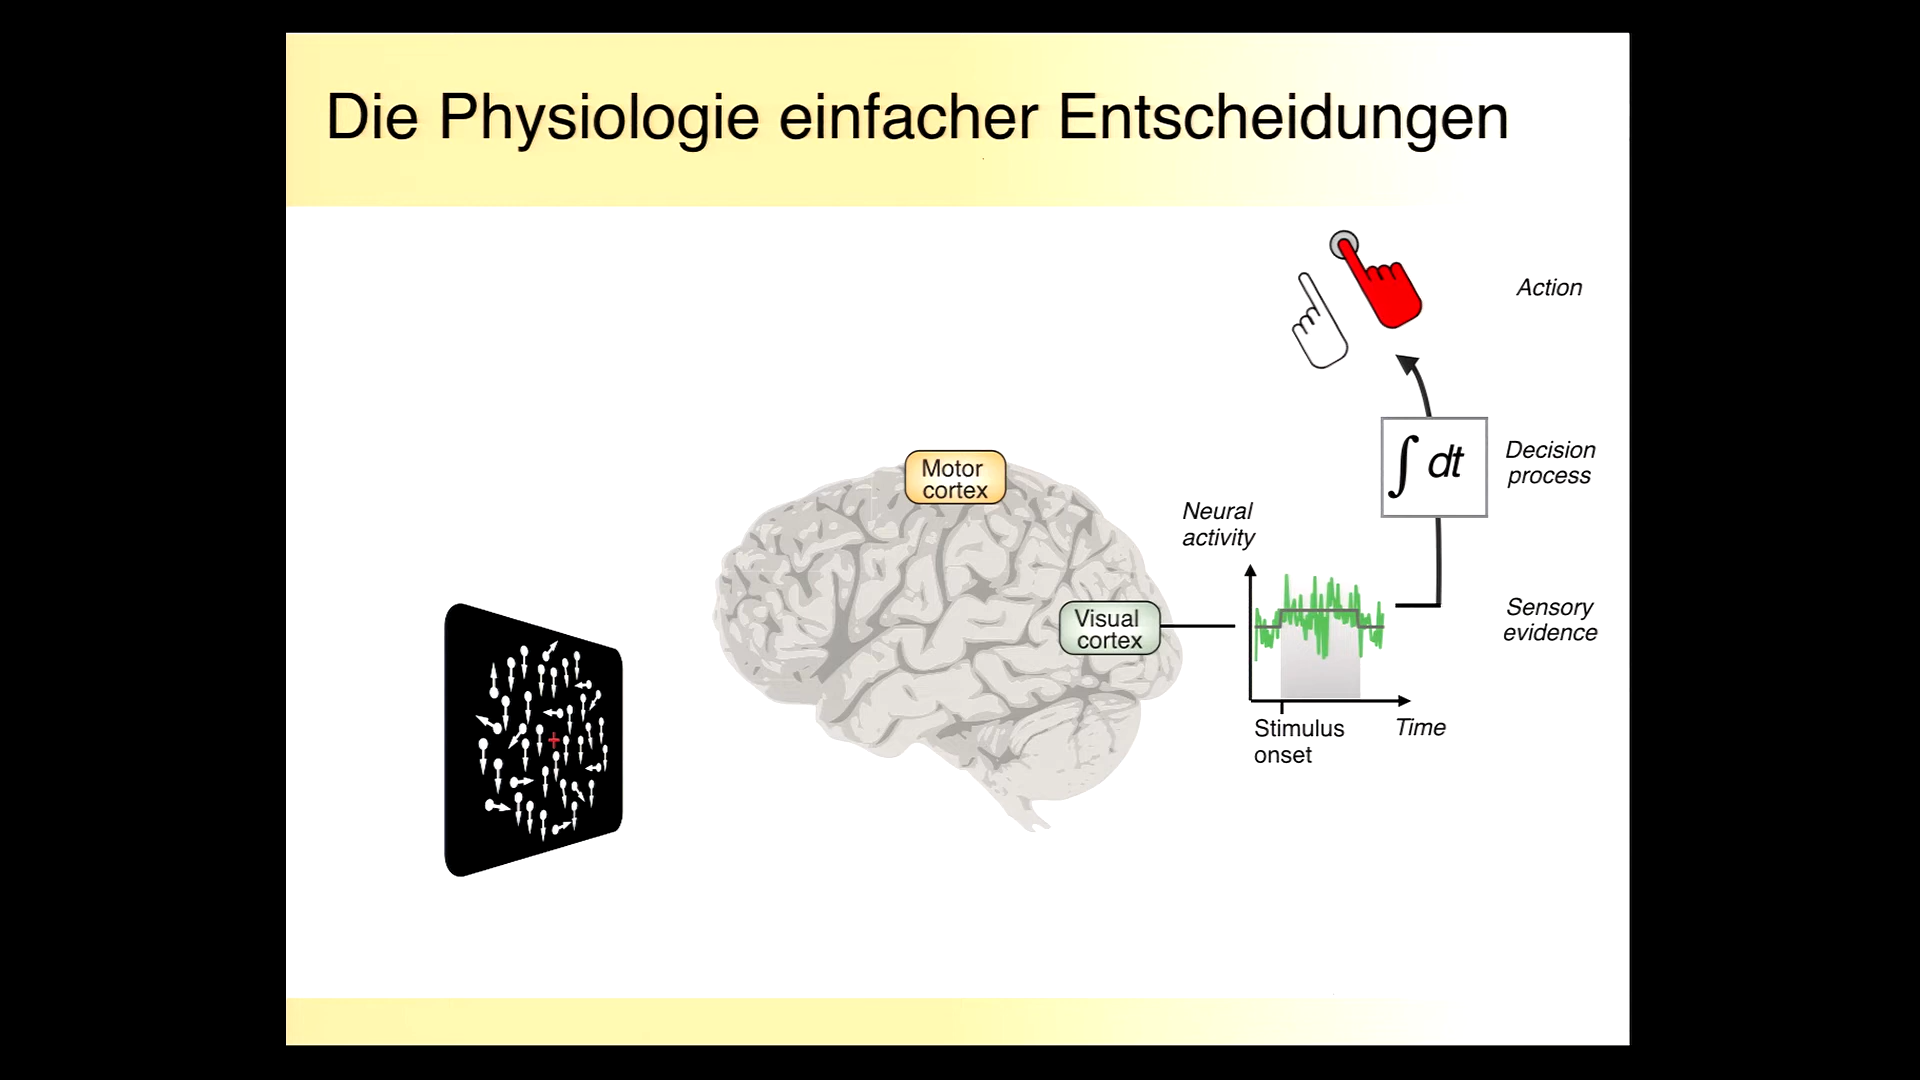 Die Physiologie einfacher Entscheidungen
Action
Motor
cortex
∫ dt
Decision
process
Neural
activity
Visual
cortex
Sensory
evidence
Stimulus
onset
Time